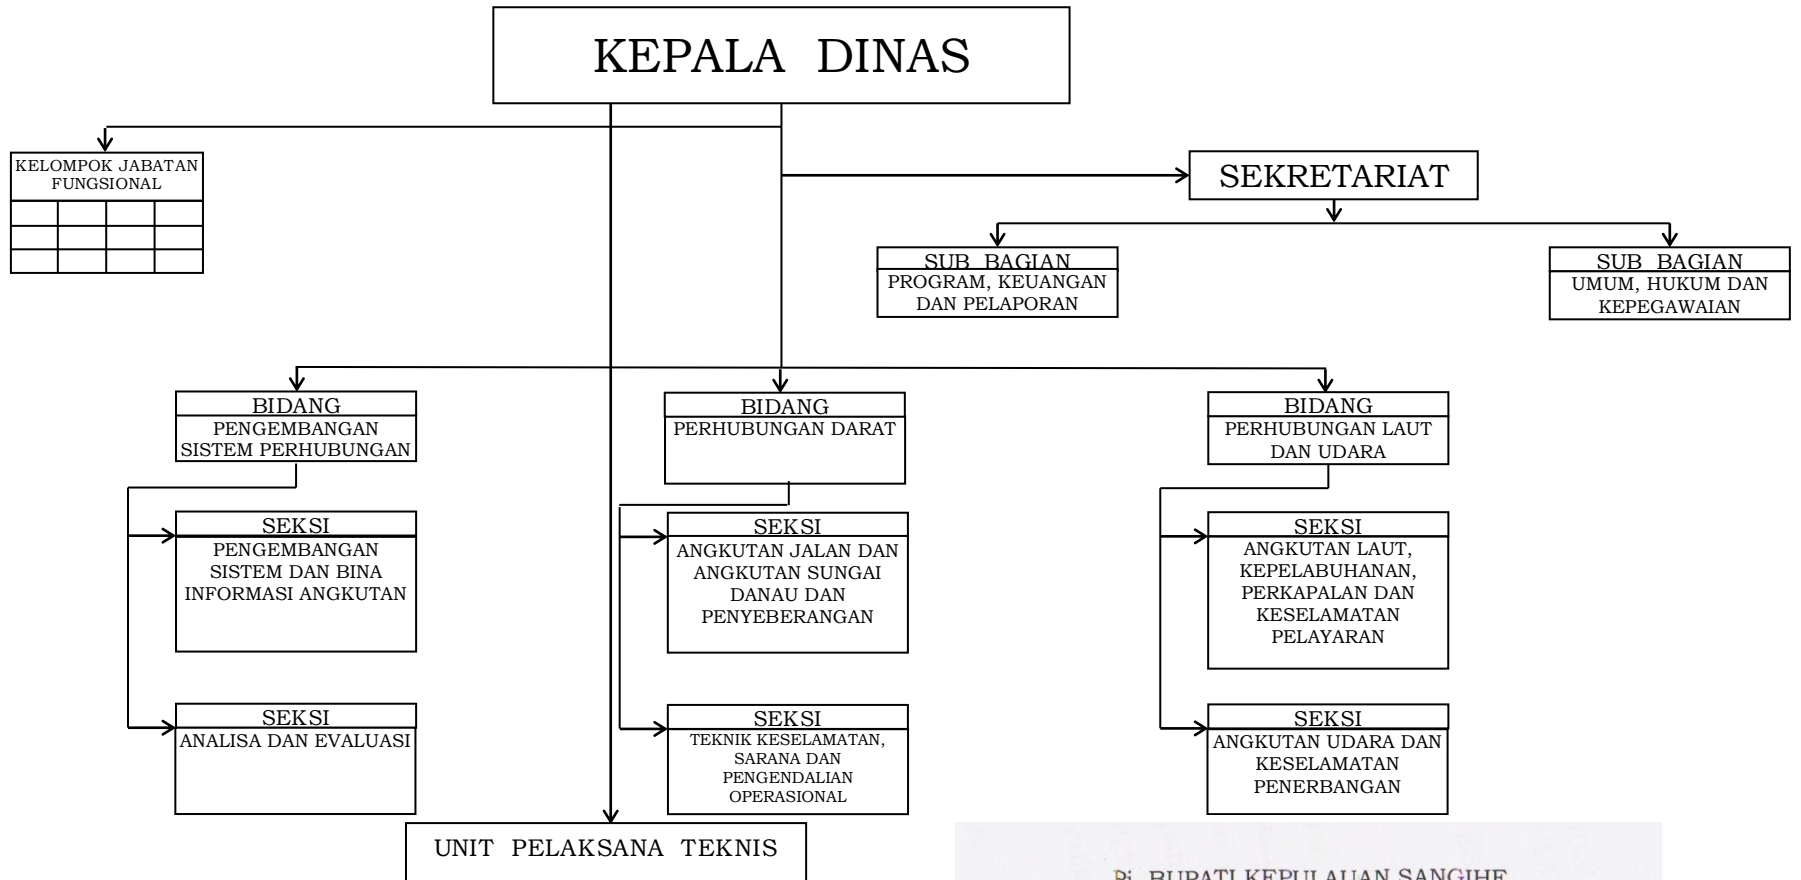 KEPALA DINAS
KELOMPOK JABATAN
FUNGSIONAL
SEKRETARIAT
SUB BAGIAN
PROGRAM, KEUANGAN
DAN PELAPORAN
SUB BAGIAN
UMUM, HUKUM DAN
KEPEGAWAIAN
BIDANG
PENGEMBANGAN
SISTEM PERHUBUNGAN
BIDANG
PERHUBUNGAN DARAT
BIDANG
PERHUBUNGAN LAUT
DAN UDARA
SEKSI
PENGEMBANGAN
SISTEM DAN BINA
INFORMASI ANGKUTAN
SEKSI
ANGKUTAN JALAN DAN
ANGKUTAN SUNGAI
DANAU DAN
PENYEBERANGAN
SEKSI
ANGKUTAN LAUT,
KEPELABUHANAN,
PERKAPALAN DAN
KESELAMATAN
PELAYARAN
SEKSI
ANALISA DAN EVALUASI
SEKSI
TEKNIK KESELAMATAN,
SARANA DAN
PENGENDALIAN
OPERASIONAL
SEKSI
ANGKUTAN UDARA DAN
KESELAMATAN
PENERBANGAN
UNIT PELAKSANA TEKNIS
Pj. BUPATI KEPULAUAN SANGIHE